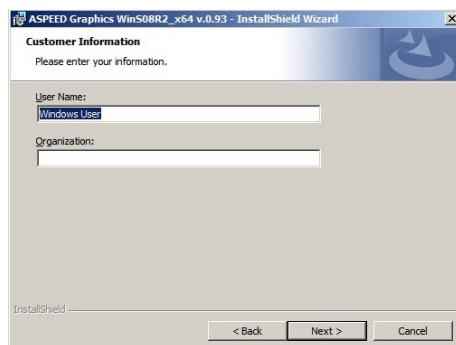 ASPEED Graphics WinS08R2_x64 v.0.93 - InstallShield Wizard
Customer Information
Please enter your information.
User Name:
Windows User
Organization:
InstallShield
< Back
Next >
Cancel